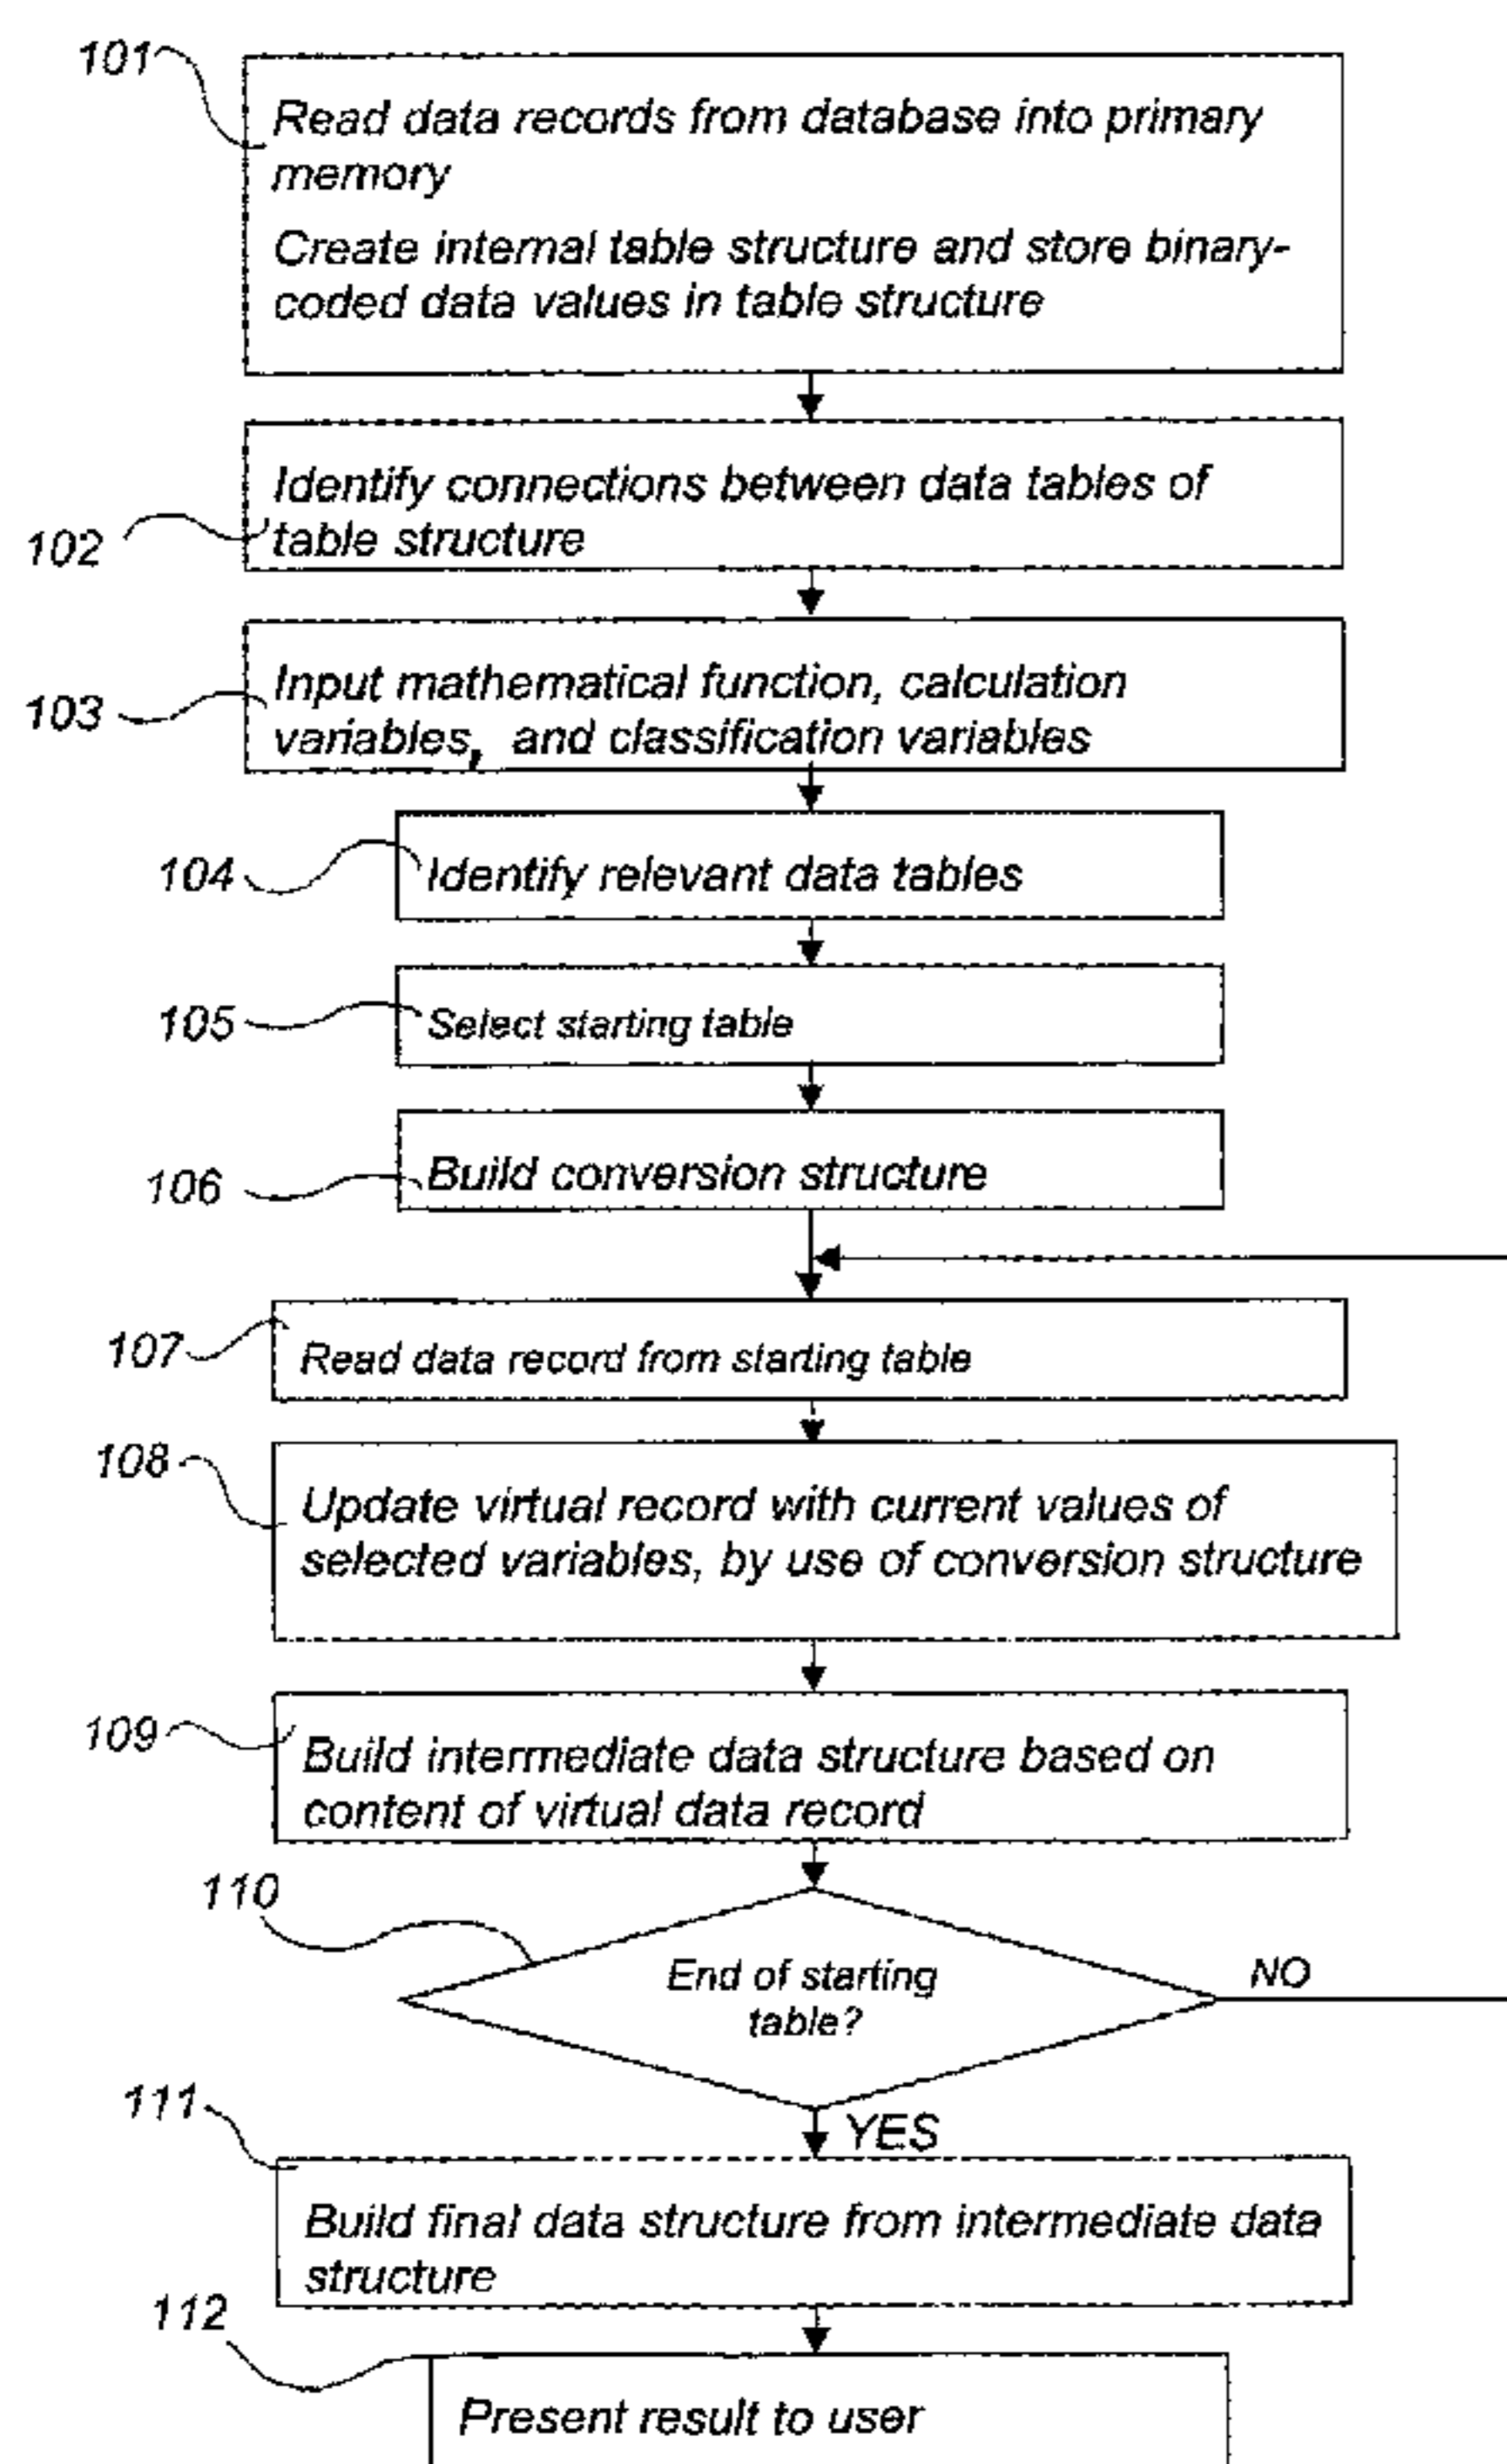 101
Read data records from database into primary
memory
Create internal table structure and store binary-
coded data values in table structure
Identify connections between data tables of
table structure
102
Input mathematical function, calculation
variables, and classification variables
103
104
Identify relevant data tables
105
Select starting table
106
Build conversion structure
107
Read data record from starting table
108
Update virtual record with current values of
selected variables, by use of conversion structure
109
Build intermediate data structure based on
content of virtual data record
110
End of starting
table?
NO
YES
111
Build final data structure from intermediate data
structure
112
Present result to user